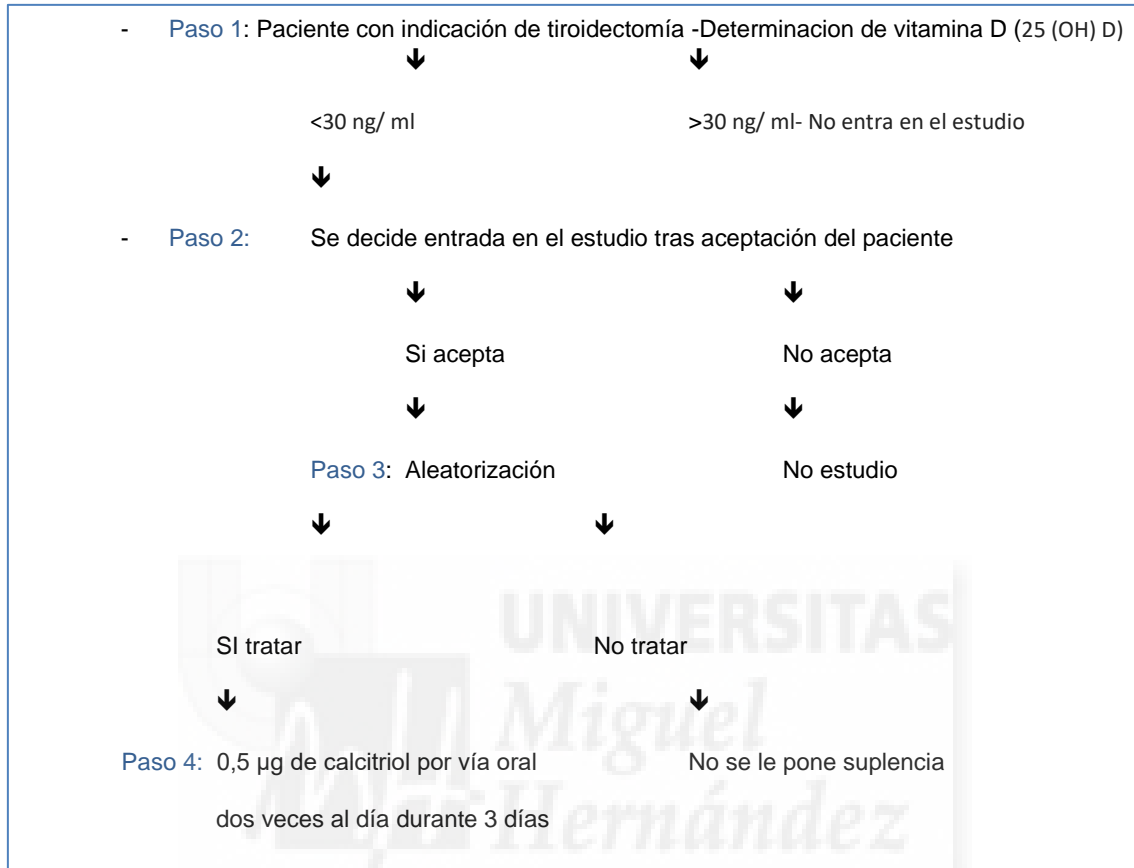 - Paso 1: Paciente con indicación de tiroidectomía -Determinacion de vitamina D (25 (OH) D)
<30 ng/ ml >30 ng/ ml- No entra en el estudio
- Paso 2: Se decide entrada en el estudio tras aceptación del paciente
Si acepta No acepta
Paso 3: Aleatorización No estudio
UNIVERSITAS
SI tratar No tratar
Miguel
Paso 4: 0,5 µg de calcitriol por vía oral No se le pone suplencia
dos veces al día durante 3 días
Hernández